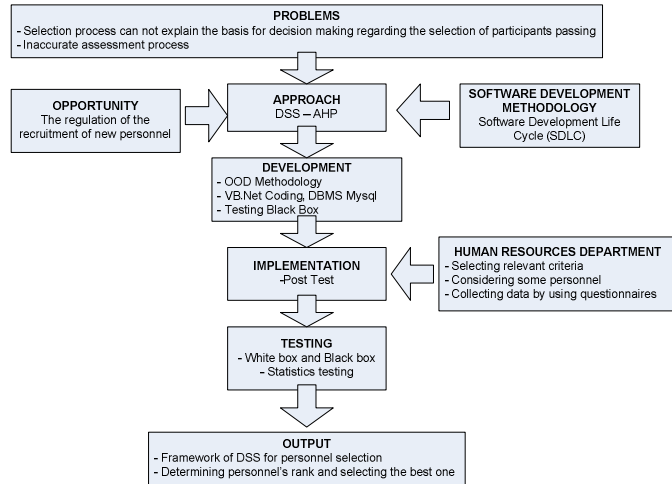 PROBLEMS
- Selection process can not explain the basis for decision making regarding the selection of participants passing
- Inaccurate assessment process
OPPORTUNITY
The regulation of the
recruitment of new personnel
APPROACH
DSS – AHP
SOFTWARE DEVELOPMENT
METHODOLOGY
Software Development Life
Cycle (SDLC)
DEVELOPMENT
- OOD Methodology
- VB.Net Coding, DBMS Mysql
- Testing Black Box
IMPLEMENTATION
-Post Test
HUMAN RESOURCES DEPARTMENT
- Selecting relevant criteria
- Considering some personnel
- Collecting data by using questionnaires
TESTING
- White box and Black box
- Statistics testing
OUTPUT
- Framework of DSS for personnel selection
- Determining personnel's rank and selecting the best one